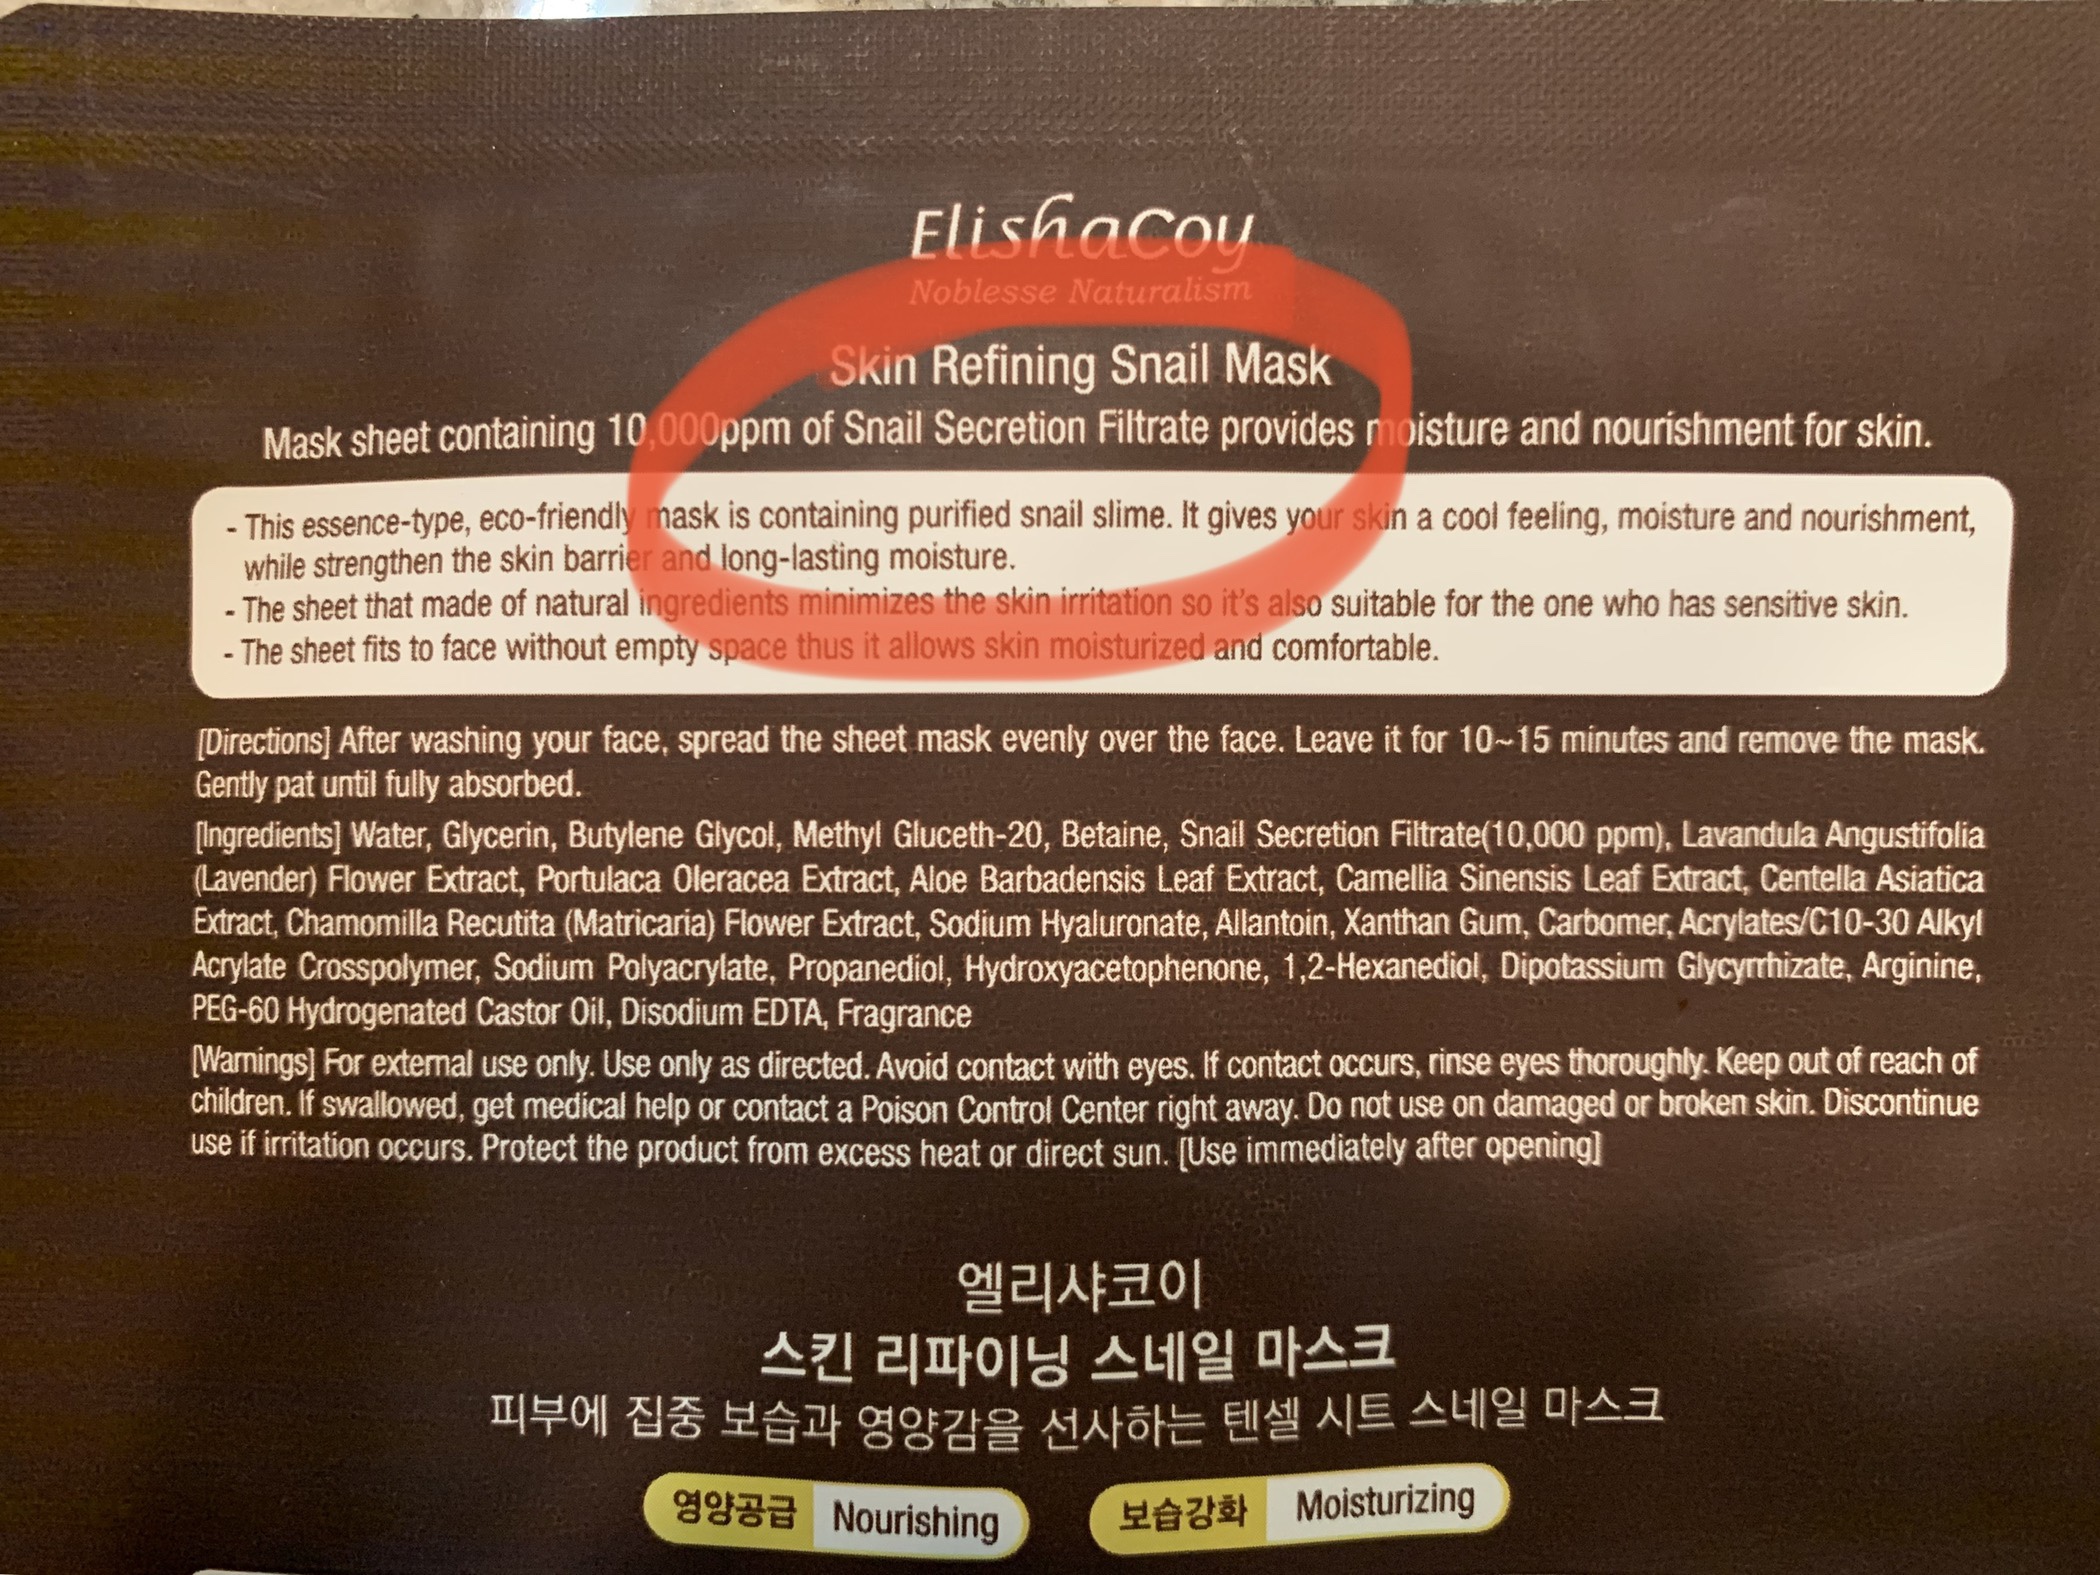 ElishaCoy
Noblesse Naturalism
Skin Refining Snail Mask
Mask sheet containing 10,000ppm of Snail Secretion Filtrate provides moisture and nourishment for skin.
- This essence-type, eco-friendly mask is containing purified snail slime. It gives your skin a cool feeling, moisture and nourishment,
while strengthen the skin barrier and long-lasting moisture.
- The sheet that made of natural ingredients minimizes the skin irritation so it's also suitable for the one who has sensitive skin.
- The sheet fits to face without empty space thus it allows skin moisturized and comfortable.
[Directions] After washing your face, spread the sheet mask evenly over the face. Leave it for 10~15 minutes and remove the mask.
Gently pat until fully absorbed.
[Ingredients] Water, Glycerin, Butylene Glycol, Methyl Gluceth-20, Betaine, Snail Secretion Filtrate(10,000 ppm), Lavandula Angustifolia
(Lavender) Flower Extract, Portulaca Oleracea Extract, Aloe Barbadensis Leaf Extract, Camellia Sinensis Leaf Extract, Centella Asiatica
Extract, Chamomilla Recutita (Matricaria) Flower Extract, Sodium Hyaluronate, Allantoin, Xanthan Gum, Carbomer, Acrylates/C10-30 Alkyl
Acrylate Crosspolymer, Sodium Polyacrylate, Propanediol, Hydroxyacetophenone, 1,2-Hexanediol, Dipotassium Glycyrrhizate, Arginine,
PEG-60 Hydrogenated Castor Oil, Disodium EDTA, Fragrance
[Warnings] For external use only. Use only as directed. Avoid contact with eyes. If contact occurs, rinse eyes thoroughly. Keep out of reach of
children. If swallowed, get medical help or contact a Poison Control Center right away. Do not use on damaged or broken skin. Discontinue
use if irritation occurs. Protect the product from excess heat or direct sun. [Use immediately after opening]
엘리샤코이
스킨 리파이닝 스네일 마스크
피부에 집중 보습과 영양감을 선사하는 텐셀 시트 스네일 마스크
영양공급 Nourishing
보습강화 Moisturizing